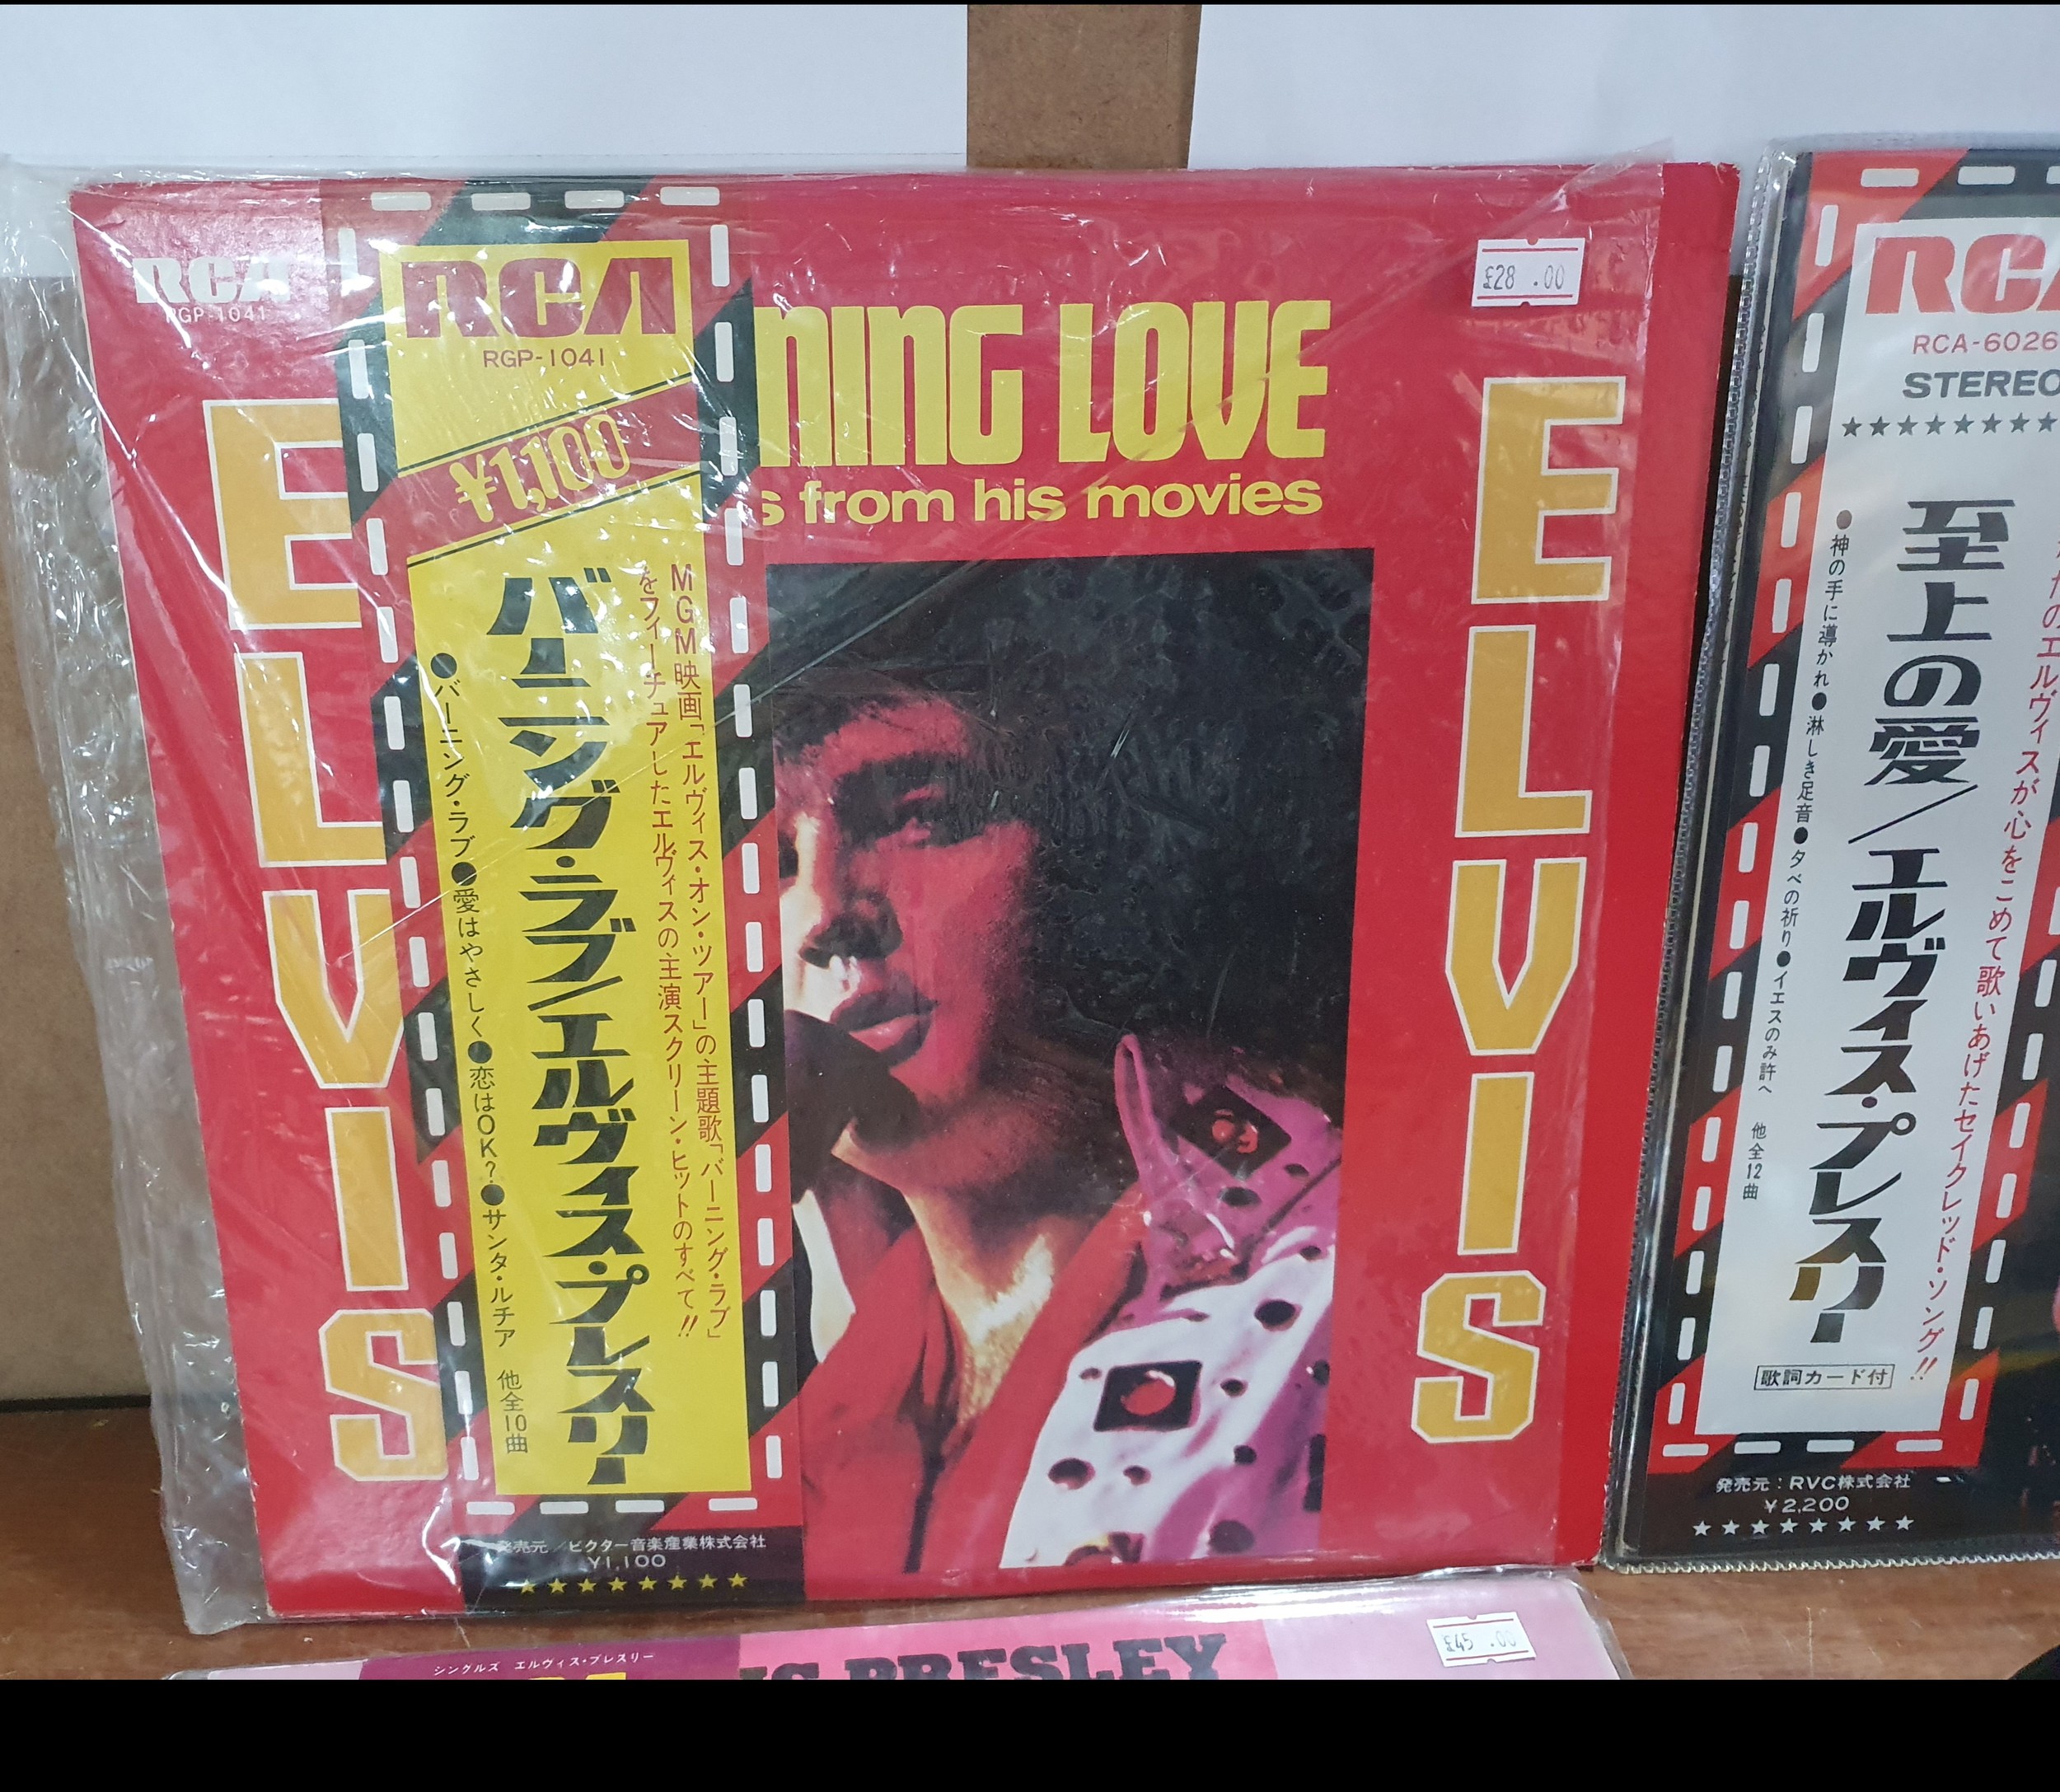 RCA
RGP-1041
ELVIS
RCA
RGP-1041
¥1,100
MGM映画「エルヴィス・オン・ツアー」の主題歌「バーニング・ラブ」
をフィーチュアしたエルヴィスの主演スクリーン・ヒットのすべて!!
バーニング・ラブ/エルヴィス・プレスリー
●バーニング・ラブ●愛はやさしく●恋はOK?●サンタ・ルチア 他全10曲
発売元/ビクター音楽産業株式会社
¥1,100
★★★★★★★★
NING LOVE
s from his movies
£28.00
ELVIS
RCA
RCA-6026
STEREO
★★★★★★★★
たのエルヴィスが心をこめて歌いあげたセイクレッド・ソング!!
至上の愛/エルヴィス・プレスリー
●神の手に導かれ●淋しき足音●夕べの祈り●イエスのみ許へ 他全12曲
歌詞カード付
発売元:RVC株式会社
¥2,200
★★★★★★★★
シングルズ エルヴィス・プレスリー
IS PRESLEY
£45.00